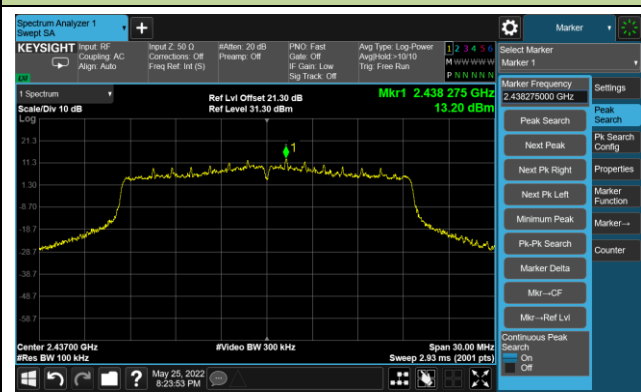 Spectrum Analyzer 1
Swept SA
Marker
KEYSIGHT
Input: RF
Coupling: AC
Align: Auto
Input Z: 50 Ω
Corrections: Off
Freq Ref: Int (S)
#Atten: 20 dB
Preamp: Off
PNO: Fast
Gate: Off
IF Gain: Low
Sig Track: Off
Avg Type: Log-Power
Avg|Hold:>10/10
Trig: Free Run
1 2 3 4 5 6
M W W W W W
P N N N N N
LM
1 Spectrum
Scale/Div 10 dB
Log
Ref Lvl Offset 21.30 dB
Ref Level 31.30 dBm
Mkr1 2.438 275 GHz
13.20 dBm
21.3
11.3
1.30
-8.70
-18.7
-28.7
-38.7
-48.7
-58.7
1
Center 2.43700 GHz
#Res BW 100 kHz
#Video BW 300 kHz
Span 30.00 MHz
Sweep 2.93 ms (2001 pts)
Select Marker
Marker 1
Marker Frequency
2.438275000 GHz
Peak Search
Next Peak
Next Pk Right
Next Pk Left
Minimum Peak
Pk-Pk Search
Marker Delta
Mkr→CF
Mkr→Ref Lvl
Continuous Peak
Search
On
Off
Settings
Peak
Search
Pk Search
Config
Properties
Marker
Function
Marker→
Counter
May 25, 2022
8:23:53 PM